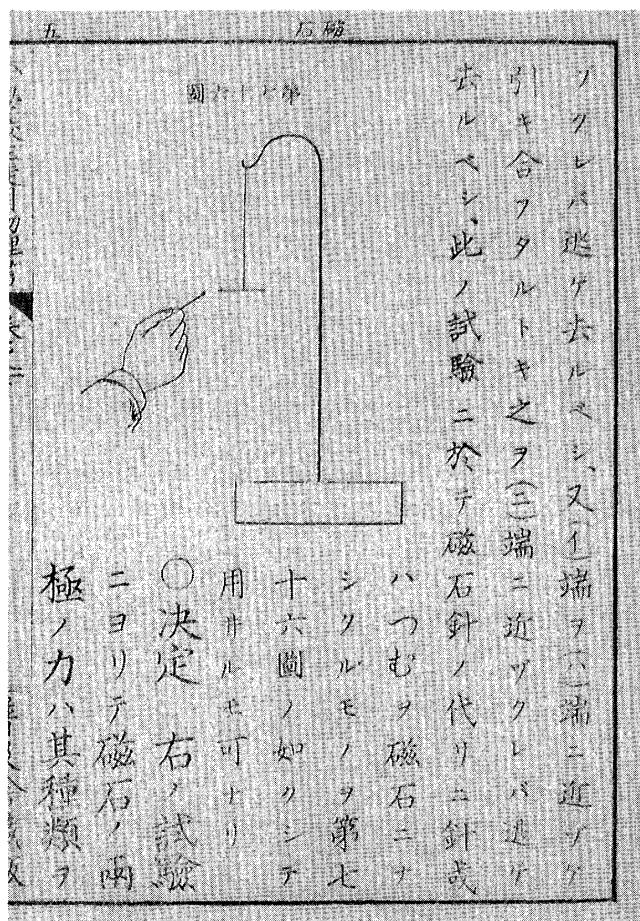 五
磁石
第七十六圖
ヅクレバ逃ゲ去ルベシ、又(イ)端ヲ(ハ)端ニ近ヅケ
引キ合フタルトキ之ヲ(ニ)端ニ近ヅクレバ逃ゲ
去ルベシ、此ノ試驗ニ於テ磁石針ノ代リニ針或
ハつむヲ磁石ニナ
シタルモノヲ第七
十六圖ノ如クシテ
用井ルモ可ナリ
〇決定 右ノ試驗
ニヨリテ磁石ノ兩
極ノ力ハ其種類ヲ